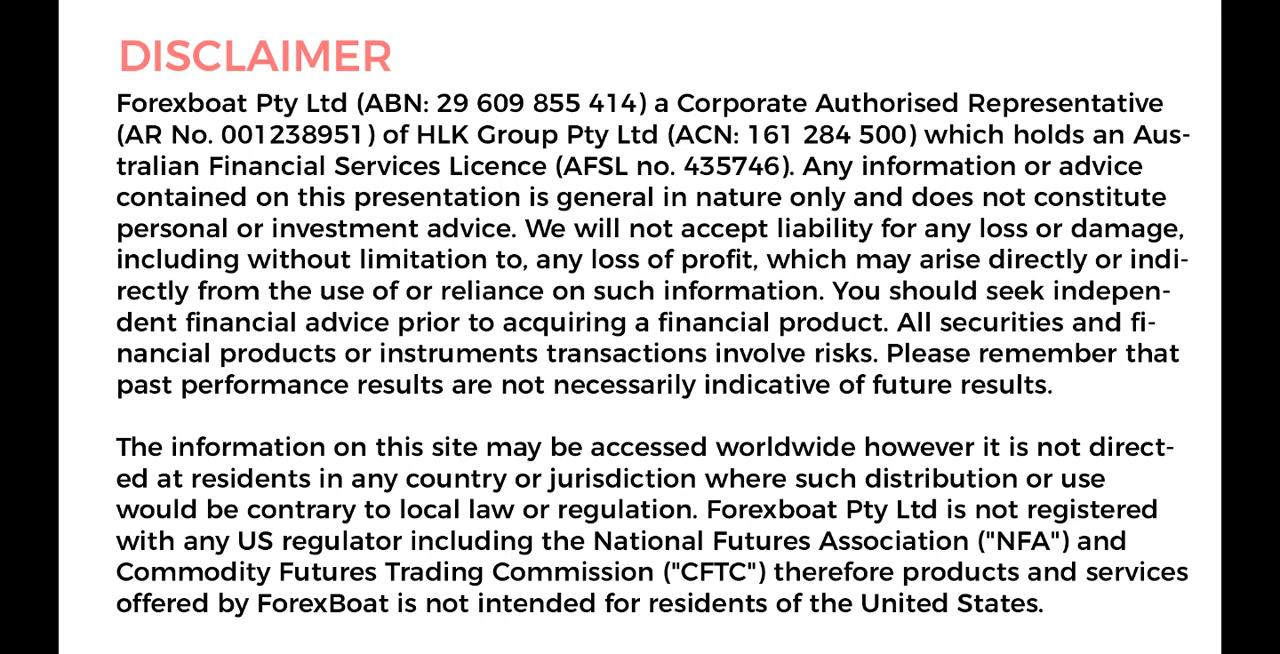 DISCLAIMER
Forexboat Pty Ltd (ABN: 29 609 855 414) a Corporate Authorised Representative
(AR No. 001238951) of HLK Group Pty Ltd (ACN: 161 284 500) which holds an Aus-
tralian Financial Services Licence (AFSL no. 435746). Any information or advice
contained on this presentation is general in nature only and does not constitute
personal or investment advice. We will not accept liability for any loss or damage,
including without limitation to, any loss of profit, which may arise directly or indi-
rectly from the use of or reliance on such information. You should seek indepen-
dent financial advice prior to acquiring a financial product. All securities and fi-
nancial products or instruments transactions involve risks. Please remember that
past performance results are not necessarily indicative of future results.
The information on this site may be accessed worldwide however it is not direct-
ed at residents in any country or jurisdiction where such distribution or use
would be contrary to local law or regulation. Forexboat Pty Ltd is not registered
with any US regulator including the National Futures Association ("NFA") and
Commodity Futures Trading Commission ("CFTC") therefore products and services
offered by ForexBoat is not intended for residents of the United States.